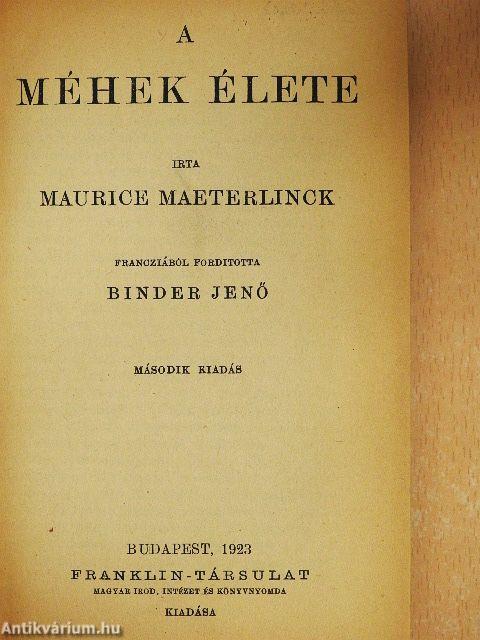 A
MÉHEK ÉLETE
IRTA
MAURICE MAETERLINCK
FRANCZIÁBÓL FORDITOTTA
BINDER JENŐ
MÁSODIK KIADÁS
BUDAPEST, 1923
FRANKLIN-TÁRSULAT
MAGYAR IROD. INTÉZET ÉS KÖNYVNYOMDA
KIADÁSA
Antikvárium.hu